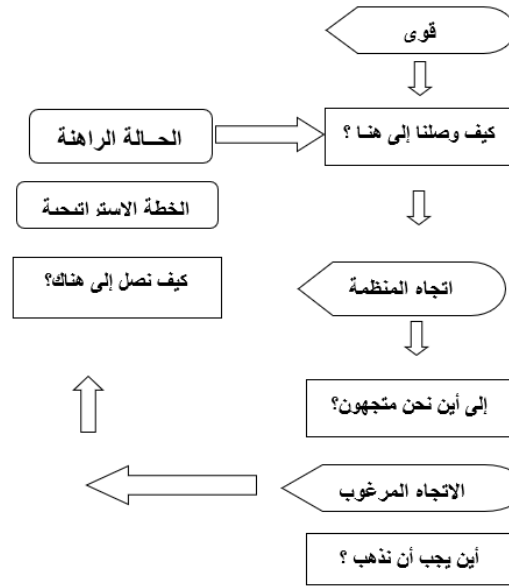 قوى
كيف وصلنا إلى هنا ؟
الحـــالة الراهنة
الخطة الاستراتيجية
كيف نصل إلى هناك؟
اتجاه المنظمة
إلى أين نحن متجهون؟
الاتجاه المرغوب
أين يجب أن نذهب ؟